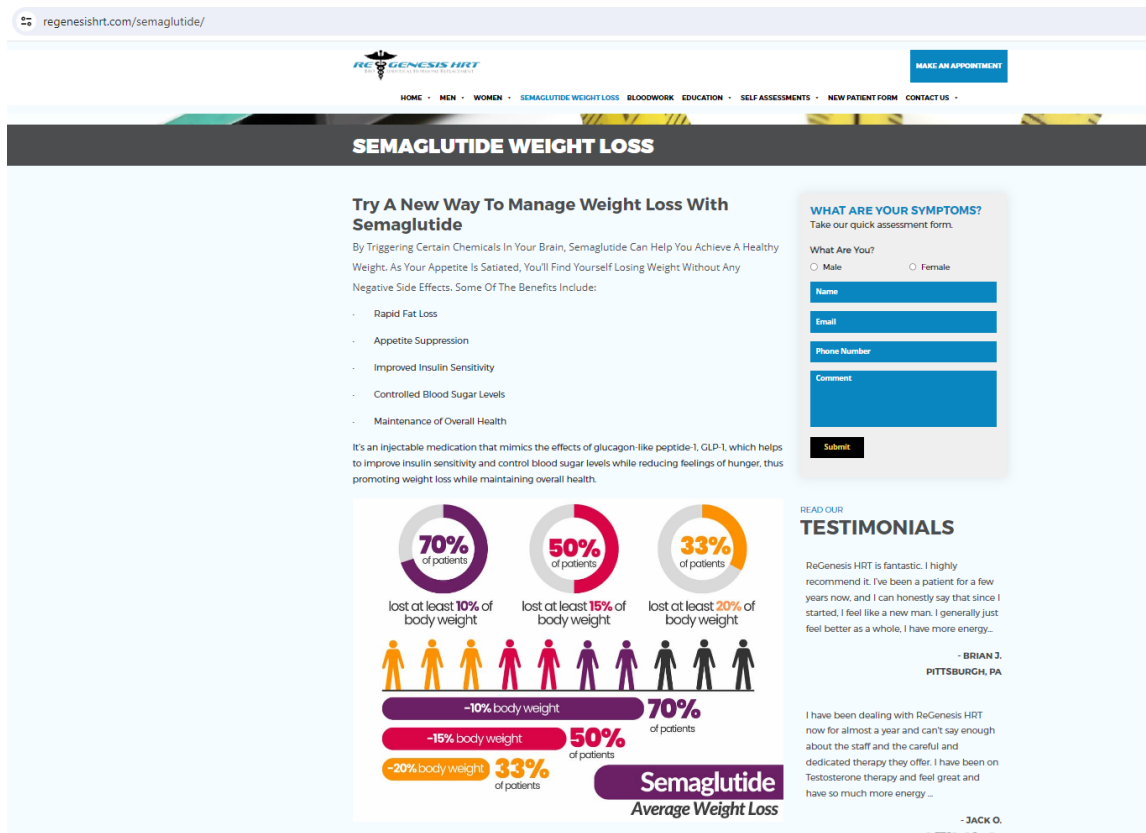 regenesishrt.com/semaglutide/
REGENESIS HRT
MAKE AN APPOINTMENT
HOME MEN WOMEN SEMAGLUTIDE WEIGHT LOSS BLOODWORK EDUCATION SELF ASSESSMENTS NEW PATIENT FORM CONTACT US
SEMAGLUTIDE WEIGHT LOSS
Try A New Way To Manage Weight Loss With
Semaglutide
By Triggering Certain Chemicals In Your Brain, Semaglutide Can Help You Achieve A Healthy
Weight. As Your Appetite Is Satiated, You'll Find Yourself Losing Weight Without Any
Negative Side Effects. Some Of The Benefits Include:
· Rapid Fat Loss
· Appetite Suppression
· Improved Insulin Sensitivity
· Controlled Blood Sugar Levels
· Maintenance of Overall Health
It's an injectable medication that mimics the effects of glucagon-like peptide-1, GLP-1, which helps
to improve insulin sensitivity and control blood sugar levels while reducing feelings of hunger, thus
promoting weight loss while maintaining overall health.
70%
of patients
lost at least 10% of
body weight
50%
of patients
lost at least 15% of
body weight
33%
of patients
lost at least 20% of
body weight
-10% body weight 70%
of patients
-15% body weight 50%
of patients
-20% body weight 33%
of patients
Semaglutide
Average Weight Loss
WHAT ARE YOUR SYMPTOMS?
Take our quick assessment form.
What Are You?
Male Female
Name
Email
Phone Number
Comment
Submit
READ OUR
TESTIMONIALS
ReGenesis HRT is fantastic. I highly
recommend it. I've been a patient for a few
years now, and I can honestly say that since I
started, I feel like a new man. I generally just
feel better as a whole, I have more energy...
- BRIAN J.
PITTSBURGH, PA
I have been dealing with ReGenesis HRT
now for almost a year and can't say enough
about the staff and the careful and
dedicated therapy they offer. I have been on
Testosterone therapy and feel great and
have so much more energy ...
- JACK O.